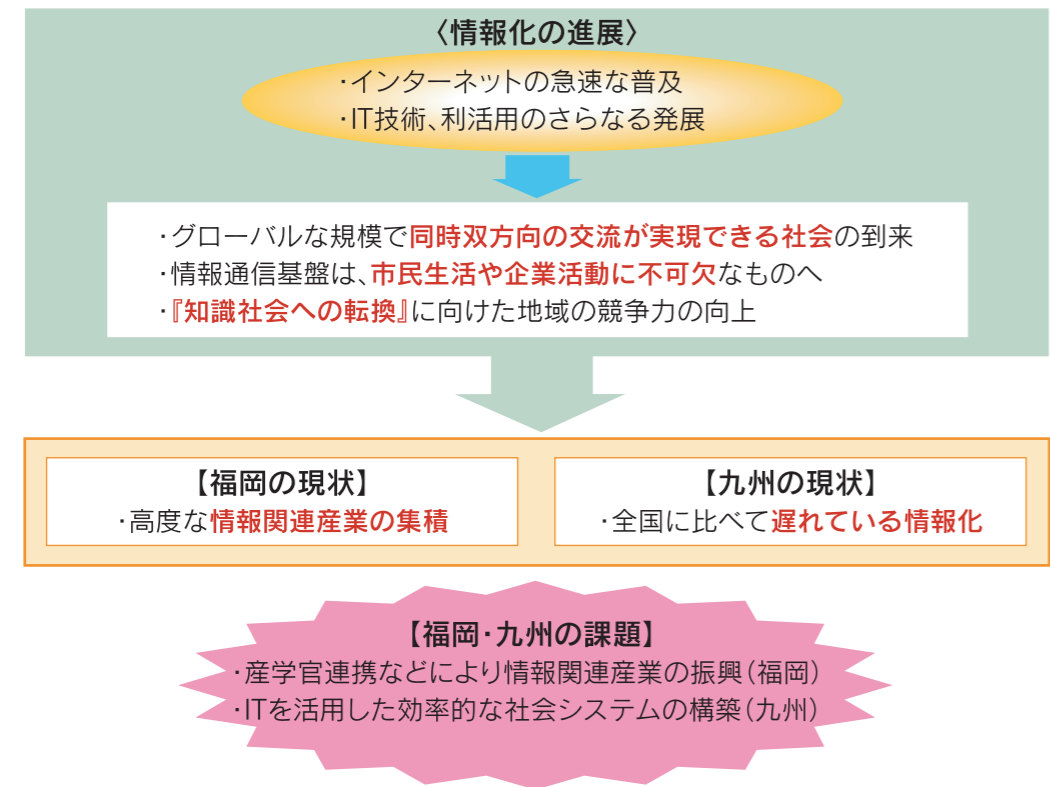 〈情報化の進展〉
・インターネットの急速な普及
・IT技術、利活用のさらなる発展
・グローバルな規模で同時双方向の交流が実現できる社会の到来
・情報通信基盤は、市民生活や企業活動に不可欠なものへ
・『知識社会への転換』に向けた地域の競争力の向上
【福岡の現状】
・高度な情報関連産業の集積
【九州の現状】
・全国に比べて遅れている情報化
【福岡・九州の課題】
・産学官連携などにより情報関連産業の振興（福岡）
・ITを活用した効率的な社会システムの構築（九州）